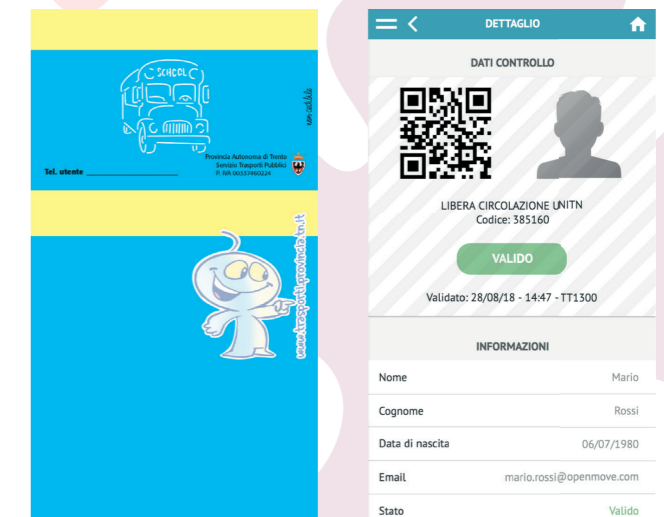 SCHOOL
non cedibile
Provincia Autonoma di Trento
Servizio Trasporti Pubblici
P. IVA 00337460224
Tel. utente
www.trasporti.provincia.tn.it
DETTAGLIO
DATI CONTROLLO
LIBERA CIRCOLAZIONE UNITN
Codice: 385160
VALIDO
Validato: 28/08/18 - 14:47 - TT1300
INFORMAZIONI
Nome Mario
Cognome Rossi
Data di nascita 06/07/1980
Email mario.rossi@openmove.com
Stato Valido